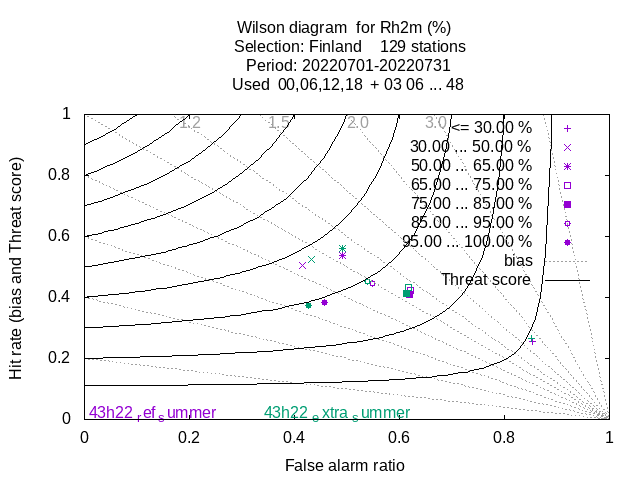 Wilson diagram for Rh2m (%)
Selection: Finland 129 stations
Period: 20220701-20220731
Used 00,06,12,18 + 03 06 ... 48
1
1.2
1.5
2.0
3.0
<= 30.00 %
30.00 ... 50.00 %
50.00 ... 65.00 %
65.00 ... 75.00 %
75.00 ... 85.00 %
85.00 ... 95.00 %
95.00 ... 100.00 %
bias
Threat score
0.8
0.6
0.4
0.2
0
Hit rate (bias and Threat score)
43h22_ref_summer
43h22_extra_summer
0 0.2 0.4 0.6 0.8 1
False alarm ratio